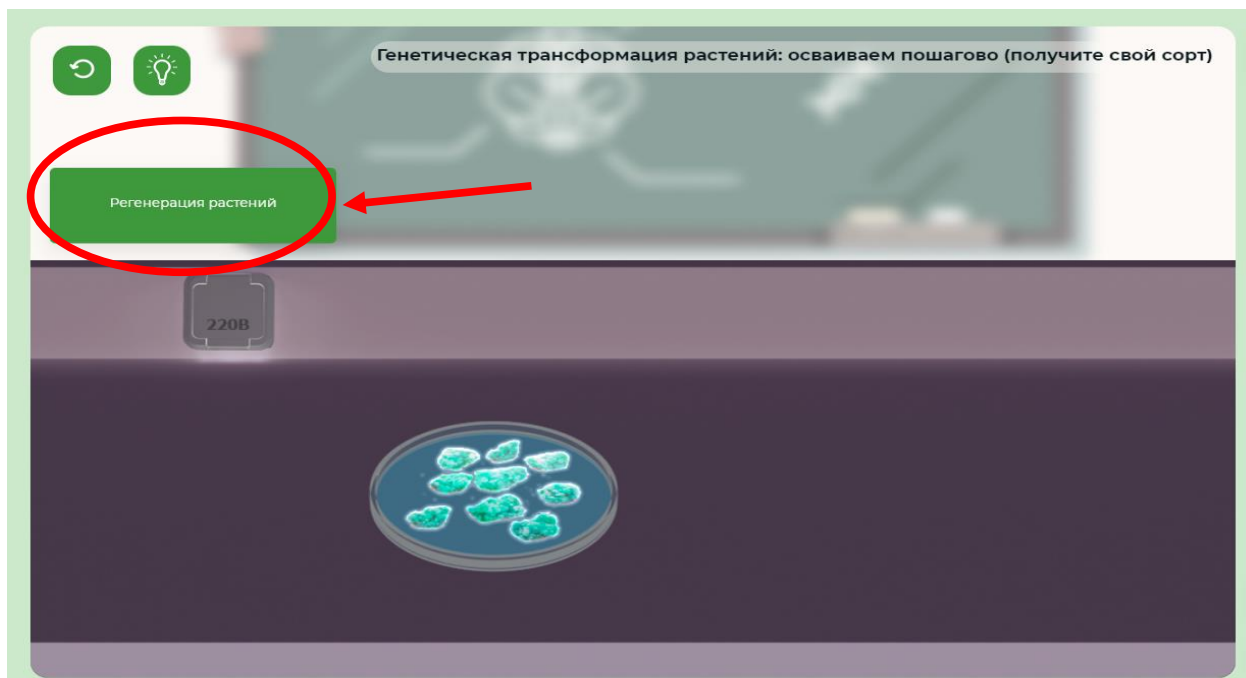 Генетическая трансформация растений: осваиваем пошагово (получите свой сорт)
Регенерация растений
220В